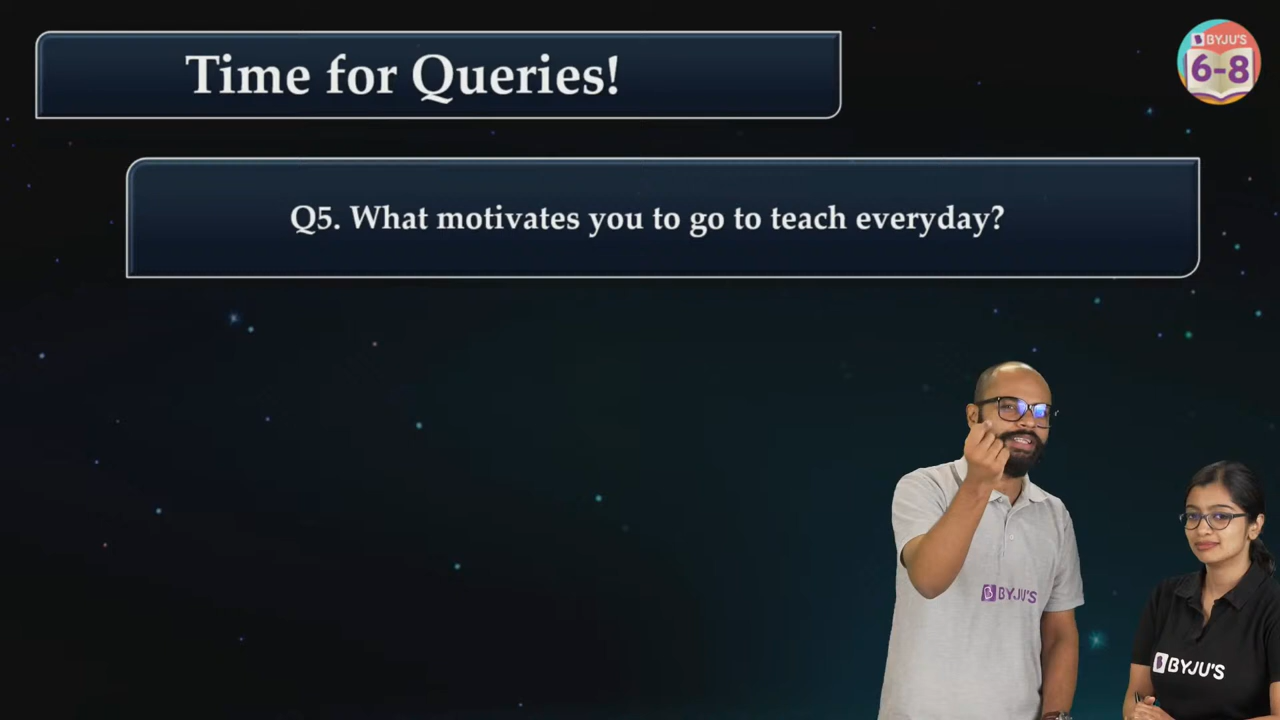 Time for Queries!
BYJU'S
6-8
Q5. What motivates you to go to teach everyday?
BYJU'S
BYJU'S